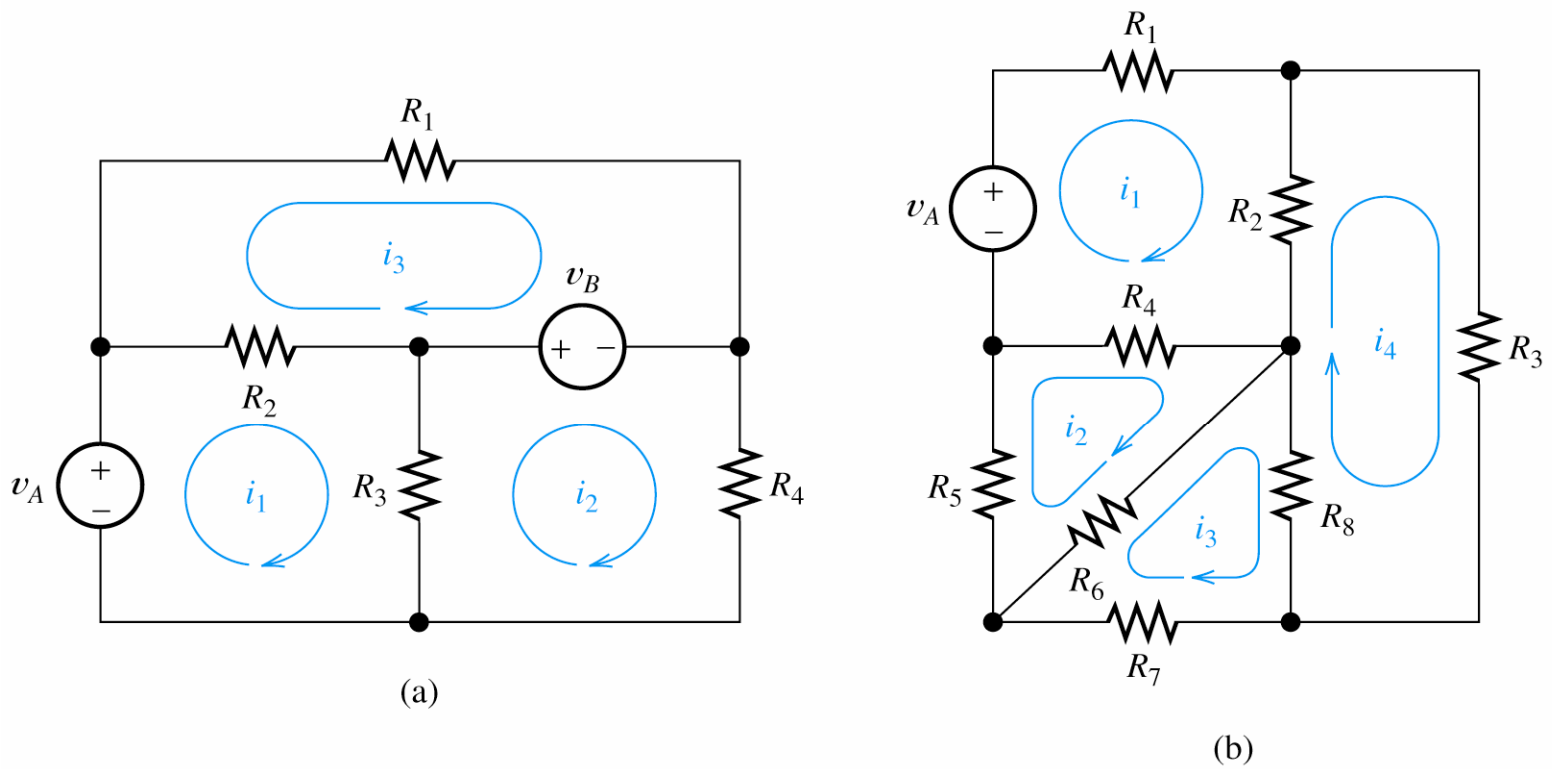 R1
i3
vB
+ −
R2
vA
+
−
i1
R3
i2
R4
(a)
R1
vA
+
−
i1
R2
R4
i4
R3
i2
R5
i3
R8
R6
R7
(b)